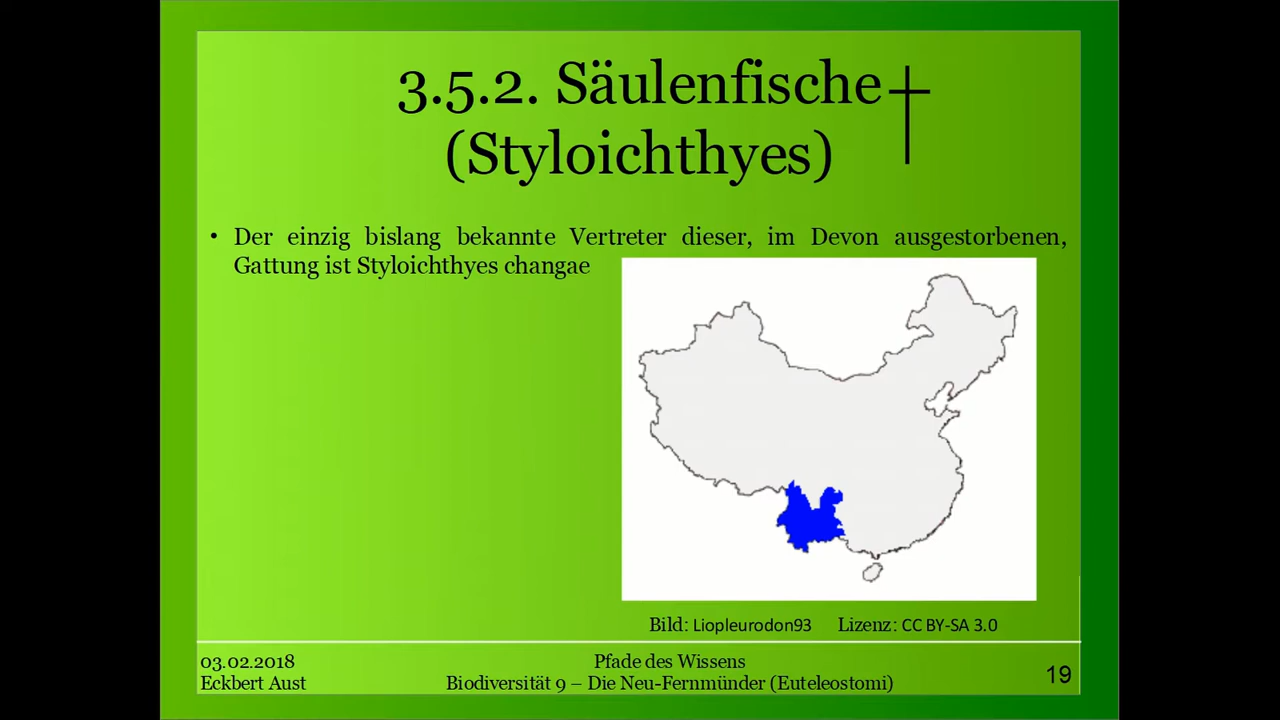 3.5.2. Säulenfische†
(Styloichthyes)
• Der einzig bislang bekannte Vertreter dieser, im Devon ausgestorbenen,
Gattung ist Styloichthyes changae
Bild: Liopleurodon93 Lizenz: CC BY-SA 3.0
03.02.2018
Eckbert Aust
Pfade des Wissens
Biodiversität 9 – Die Neu-Fernmünder (Euteleostomi)
19